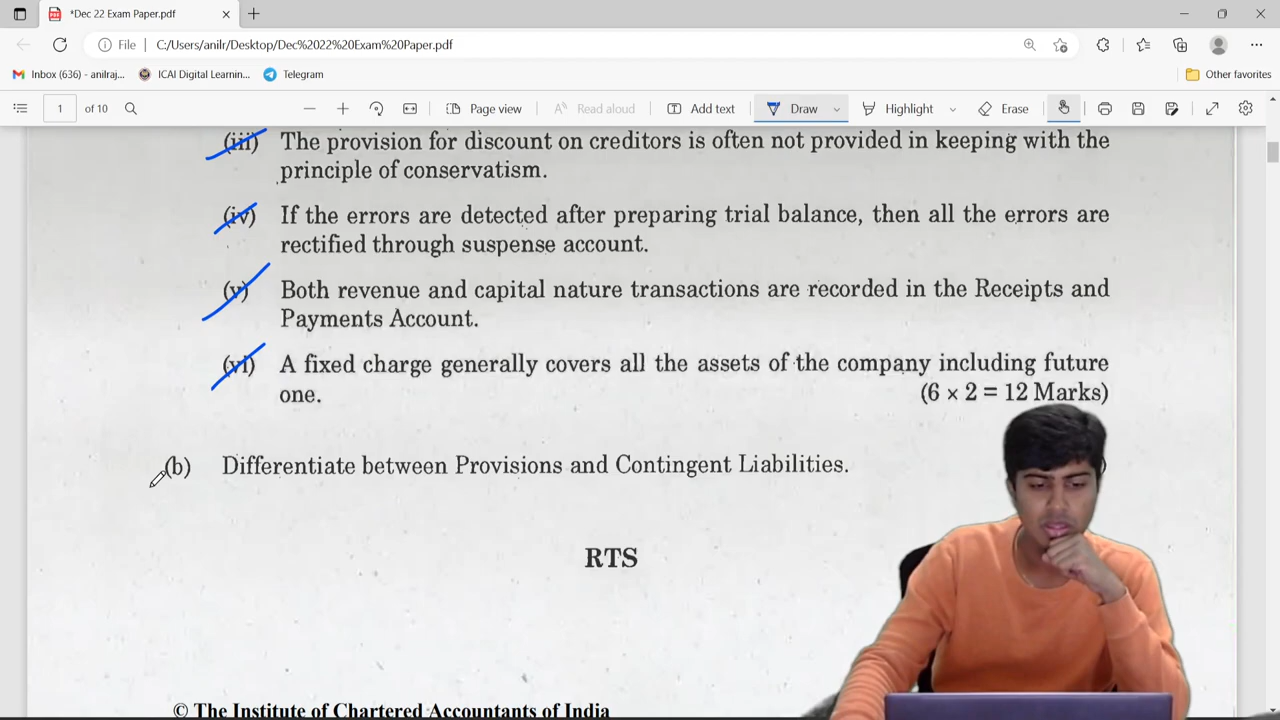 *Dec 22 Exam Paper.pdf
File C:/Users/anilr/Desktop/Dec%2022%20Exam%20Paper.pdf
Inbox (636) - anilraj... ICAI Digital Learnin... Telegram Other favorites
1 of 10 Page view Read aloud Add text Draw Highlight Erase
(iii) The provision for discount on creditors is often not provided in keeping with the
principle of conservatism.
(iv) If the errors are detected after preparing trial balance, then all the errors are
rectified through suspense account.
(v) Both revenue and capital nature transactions are recorded in the Receipts and
Payments Account.
(vi) A fixed charge generally covers all the assets of the company including future
one. (6 × 2 = 12 Marks)
(b) Differentiate between Provisions and Contingent Liabilities. )
RTS
© The Institute of Chartered Accountants of India